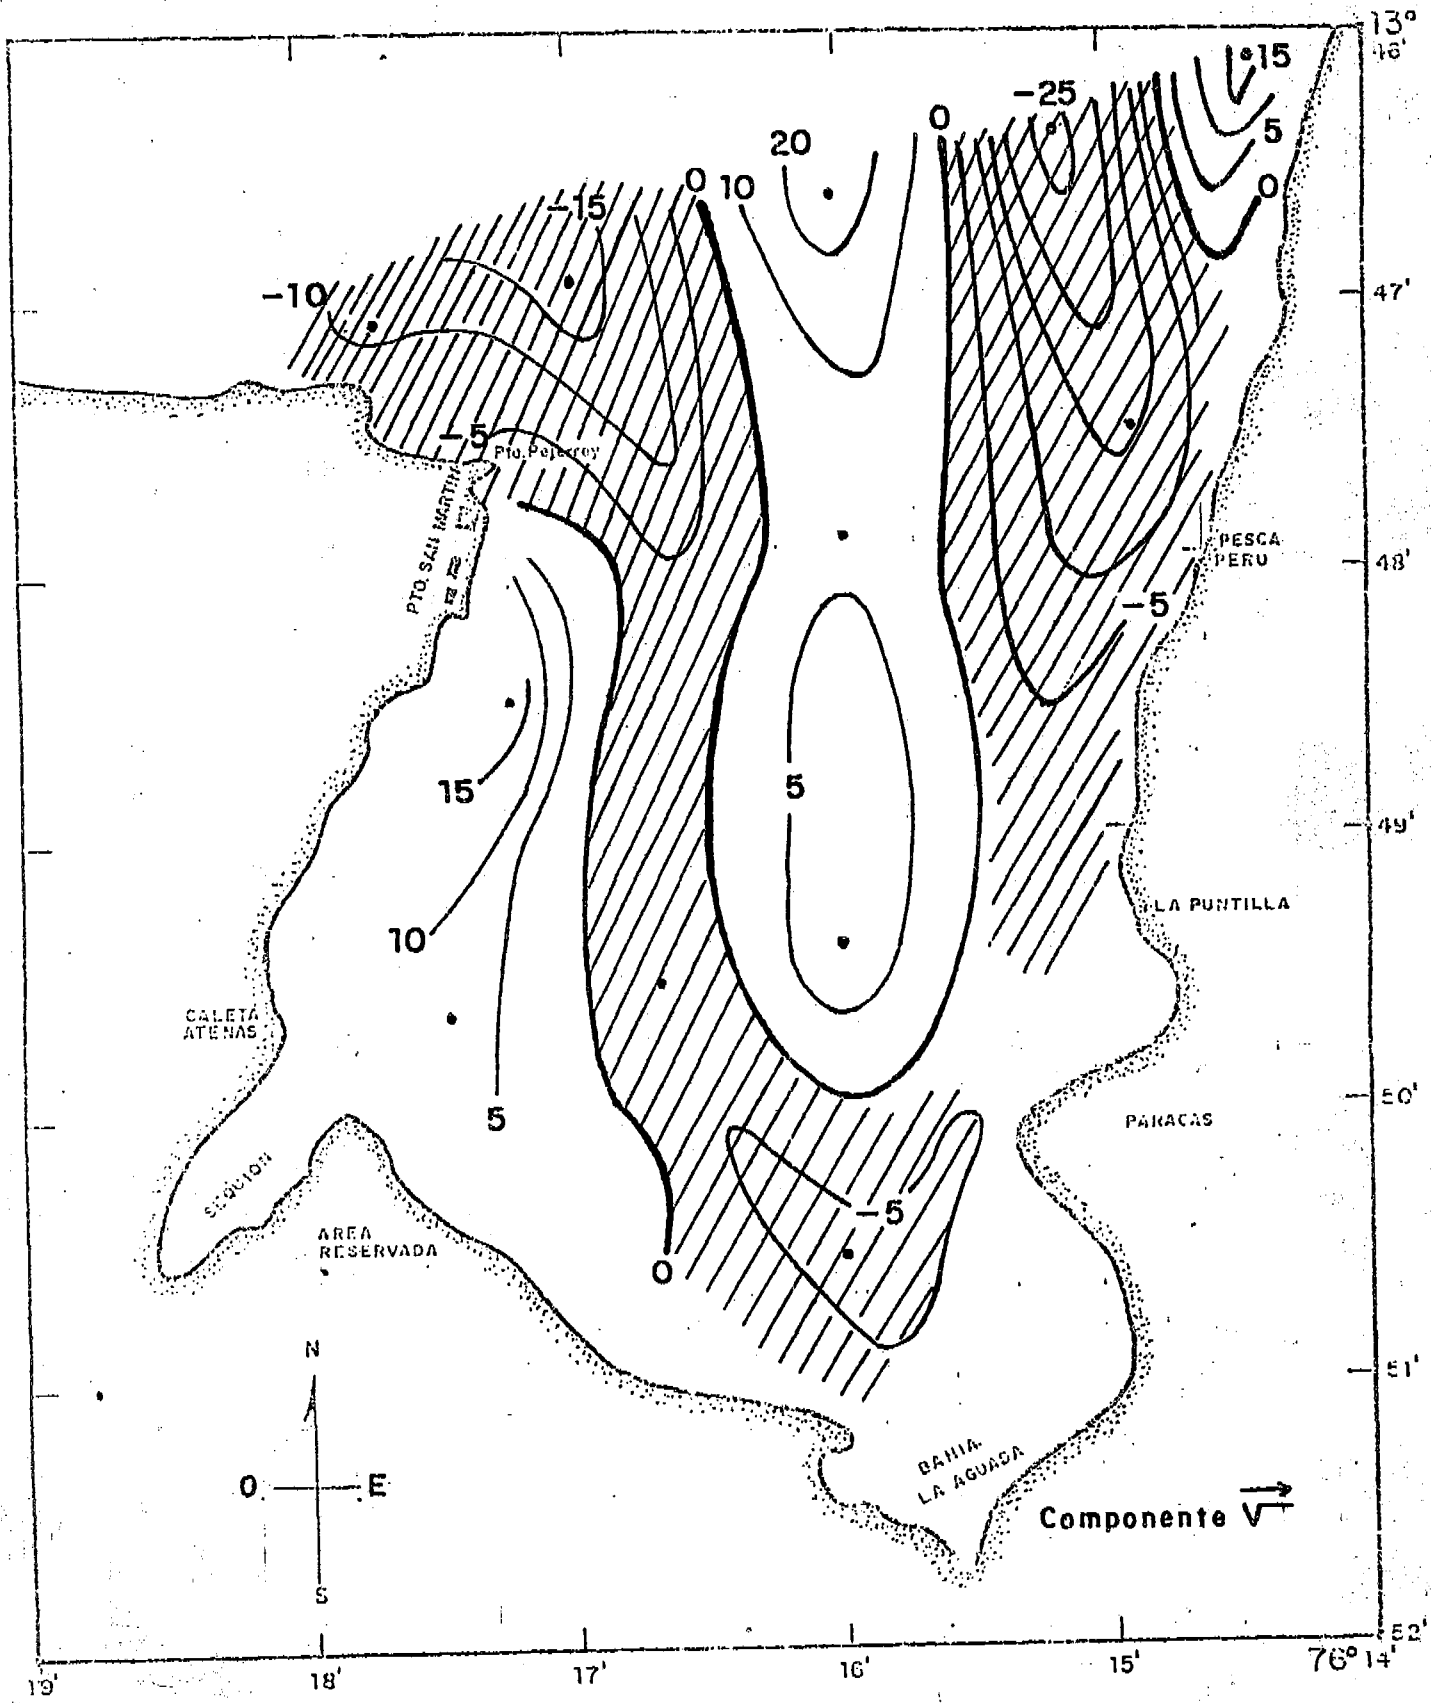 13°
46'
15
-25
5
0
20
0
10
0
-15
-10
47'
-5
Pto. Pejerrey
PTO. SAN MARTIN
PESCA
PERU
48'
-5
15
5
49'
LA PUNTILLA
10
CALETA
ATENAS
5
50'
PARACAS
SEQUION
AREA
RESERVADA
-5
0
N
51'
BAHIA
LA AGUADA
O
E
Componente V
S
52'
19'
18'
17'
16'
15'
76° 14'